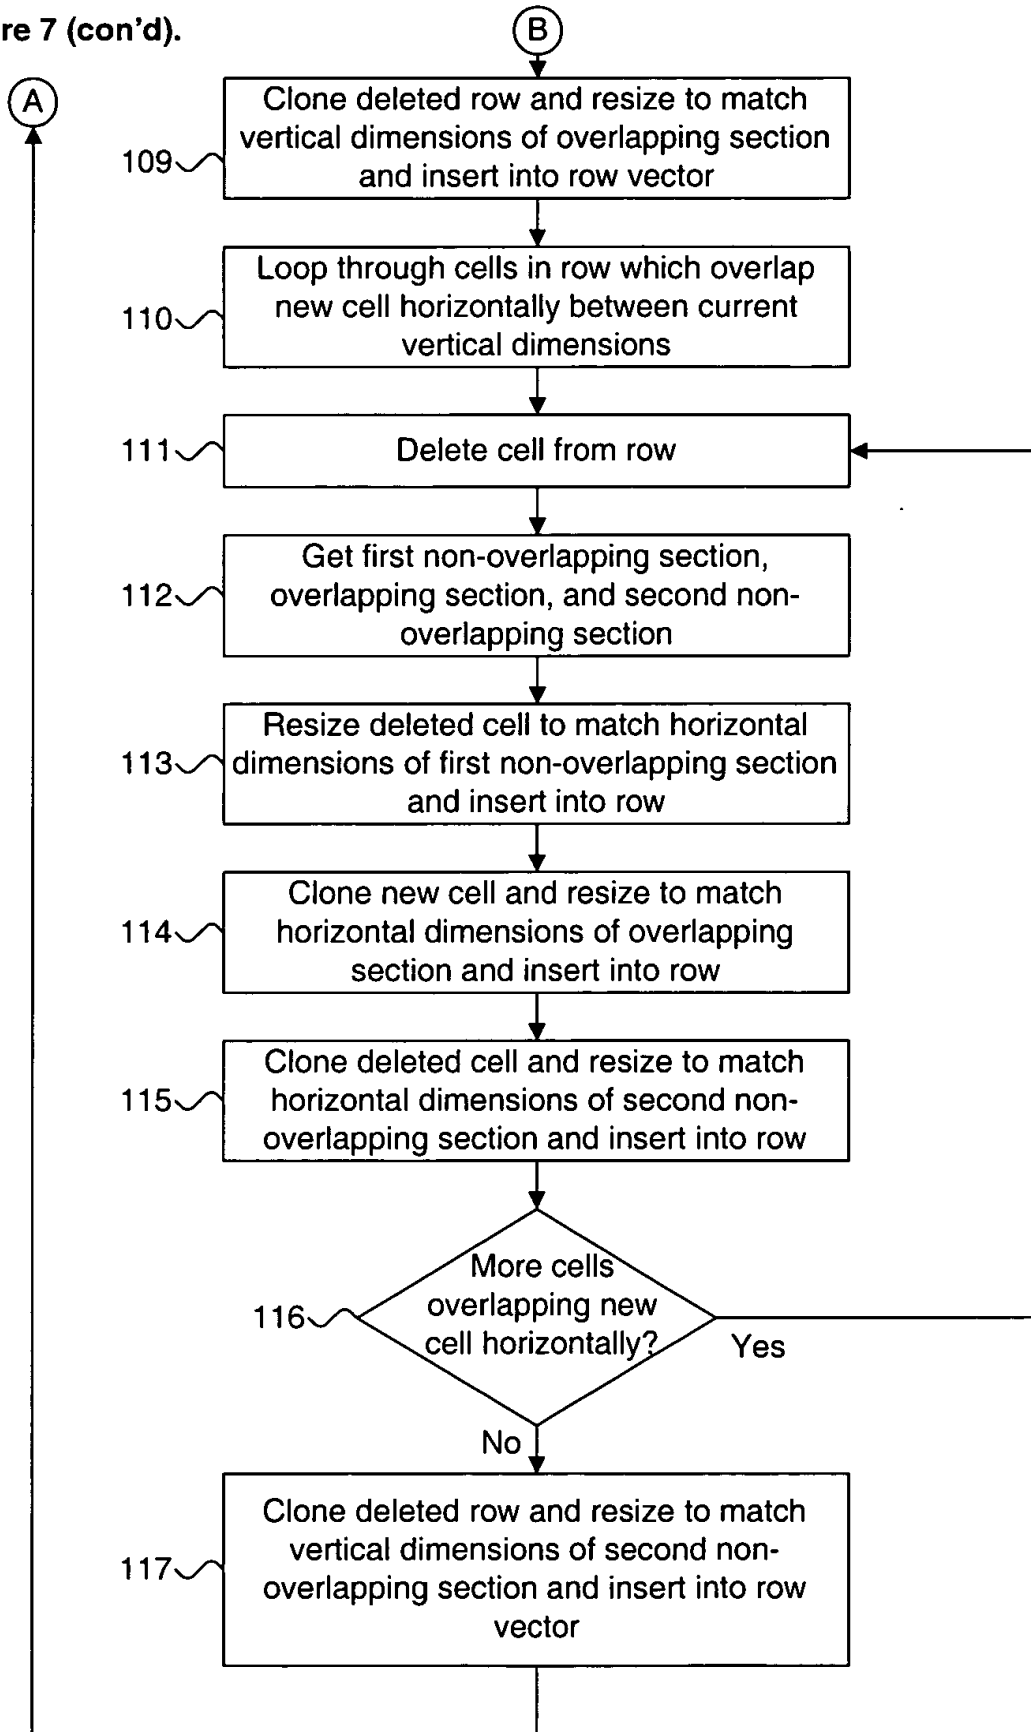 re 7 (con'd).
B
A
109
Clone deleted row and resize to match
vertical dimensions of overlapping section
and insert into row vector
110
Loop through cells in row which overlap
new cell horizontally between current
vertical dimensions
111
Delete cell from row
112
Get first non-overlapping section,
overlapping section, and second non-
overlapping section
113
Resize deleted cell to match horizontal
dimensions of first non-overlapping section
and insert into row
114
Clone new cell and resize to match
horizontal dimensions of overlapping
section and insert into row
115
Clone deleted cell and resize to match
horizontal dimensions of second non-
overlapping section and insert into row
116
More cells
overlapping new
cell horizontally?
Yes
No
117
Clone deleted row and resize to match
vertical dimensions of second non-
overlapping section and insert into row
vector